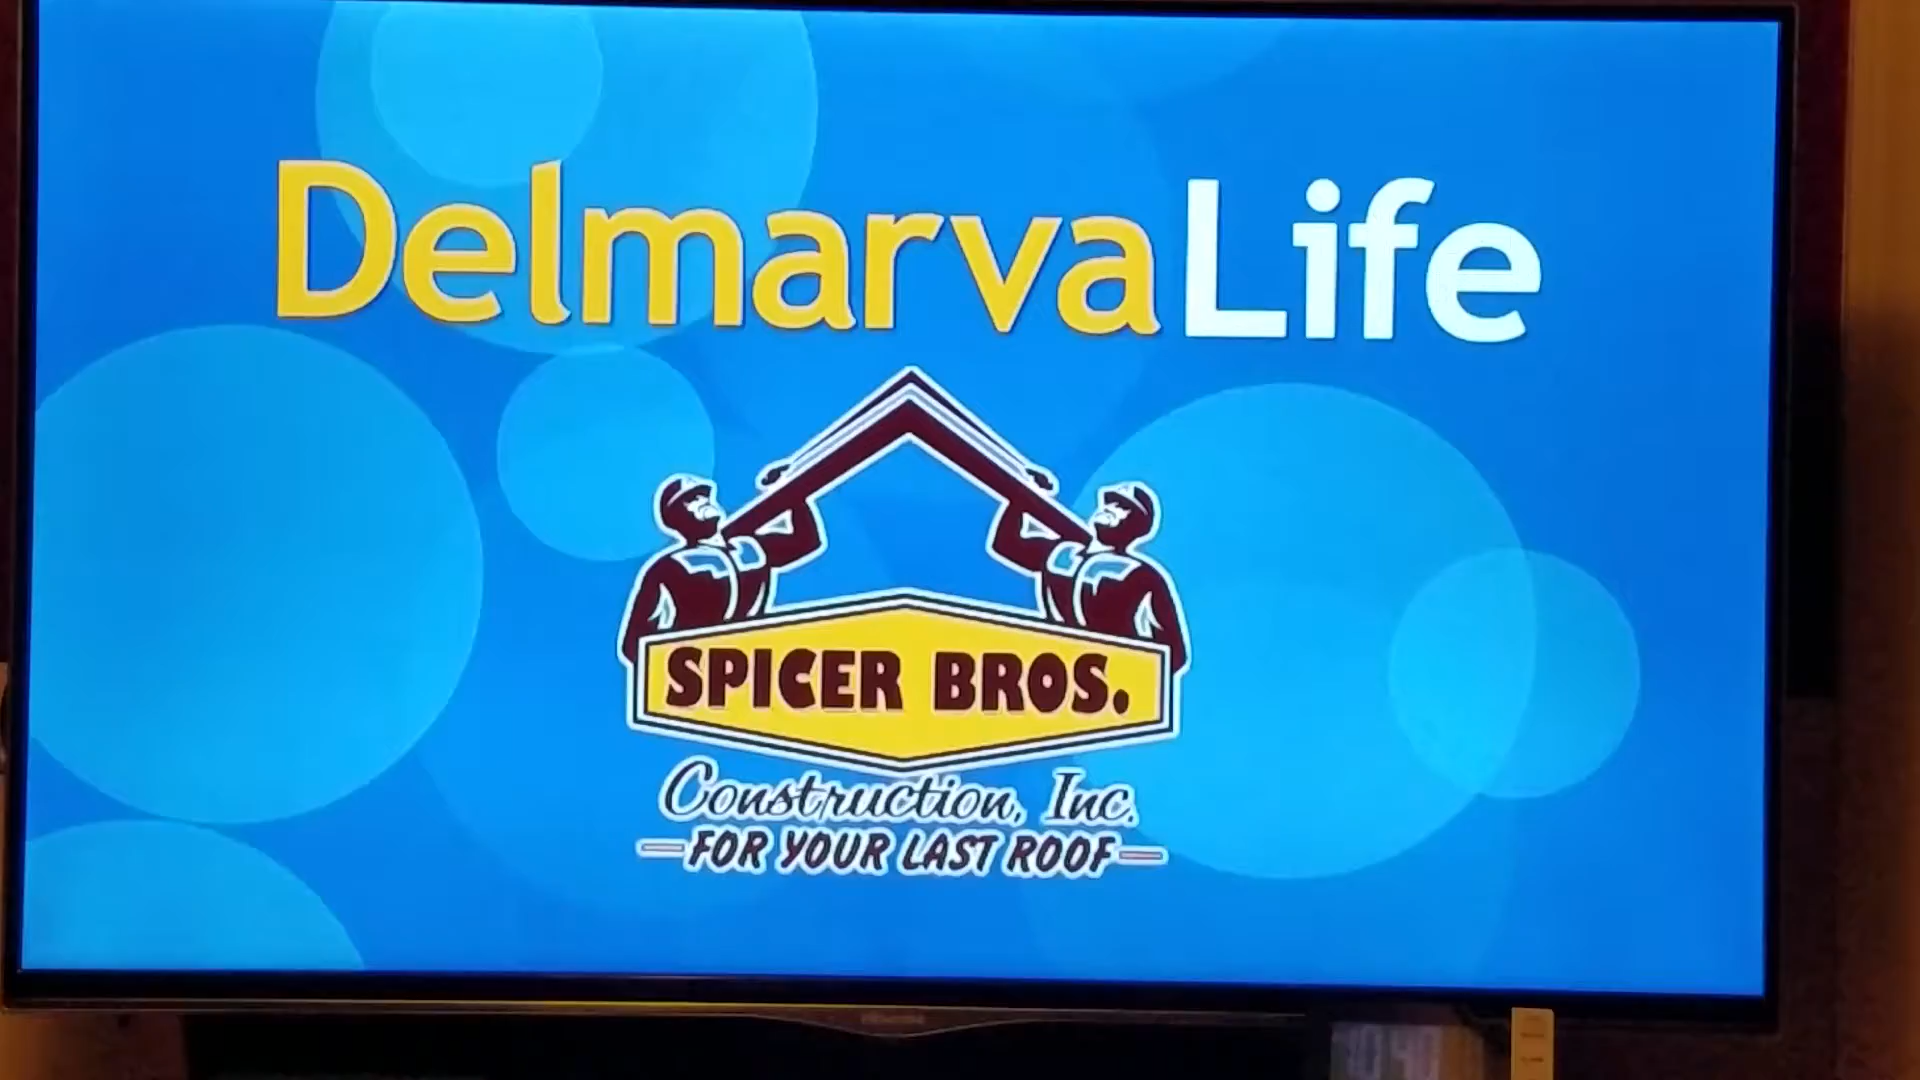 DelmarvaLife
SPICER BROS.
Construction, Inc.
FOR YOUR LAST ROOF